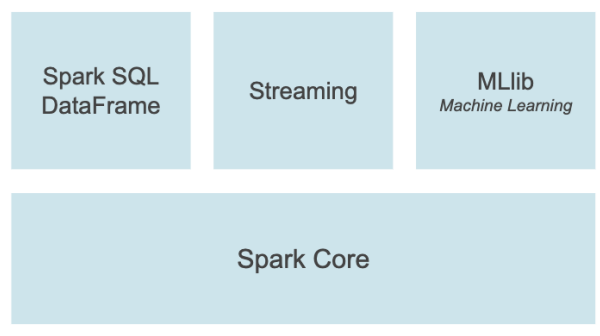 Spark SQL
DataFrame
Streaming
MLlib
Machine Learning
Spark Core